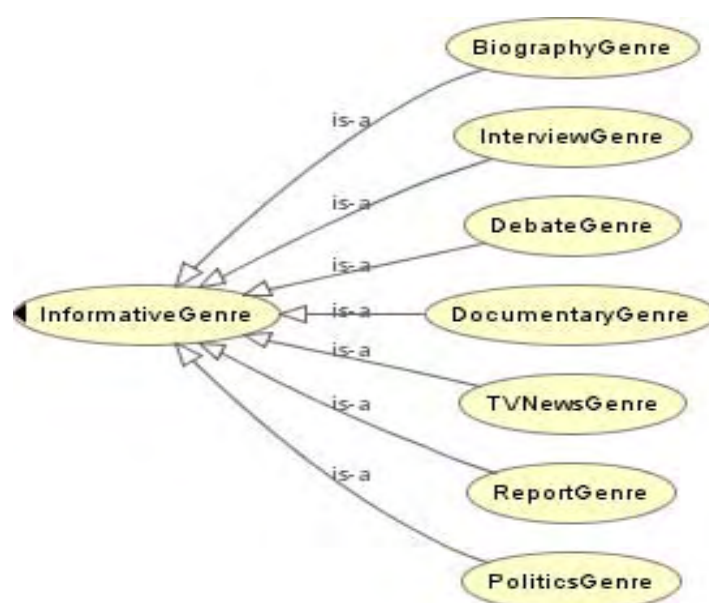 BiographyGenre
is-a
InterviewGenre
is-a
DebateGenre
is-a
InformativeGenre
is-a
DocumentaryGenre
is-a
TVNewsGenre
is-a
ReportGenre
is-a
PoliticsGenre